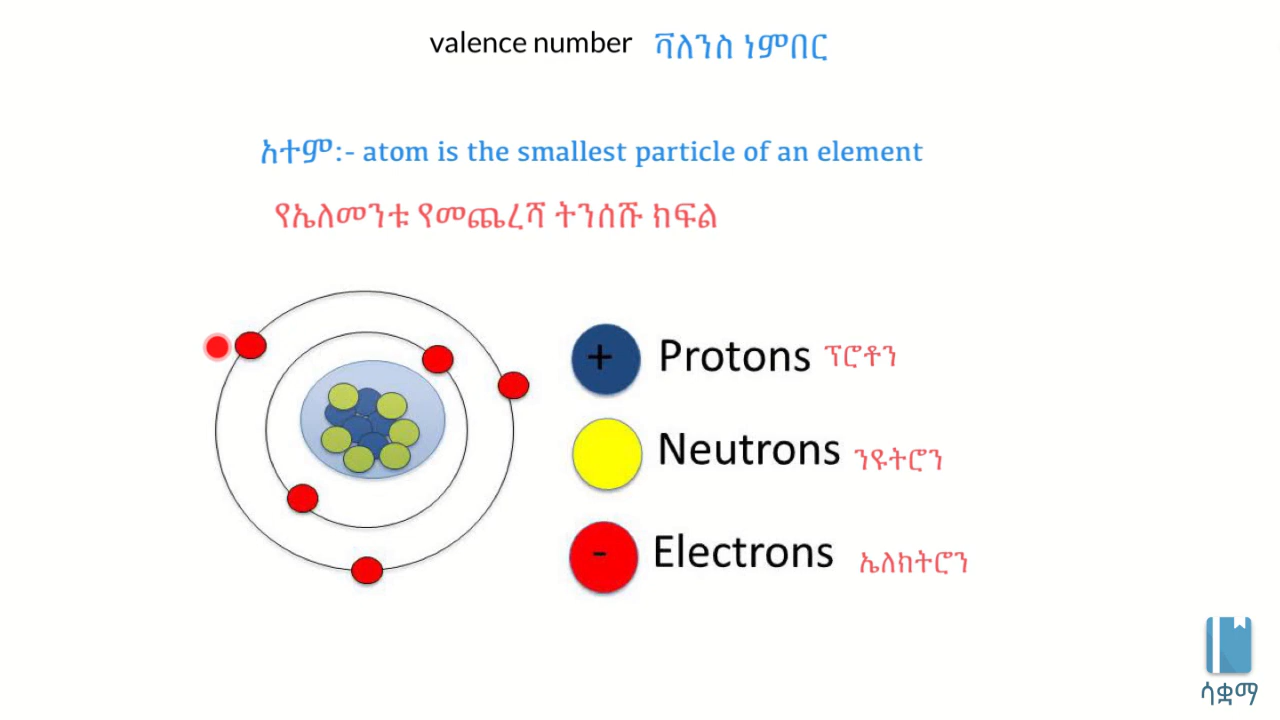 valence number ቫለንስ ነምበር
አተም:- atom is the smallest particle of an element
የኤለመንቱ የመጨረሻ ትንሰሹ ክፍል
+ Protons ፕሮቶን
Neutrons ንዩትሮን
- Electrons ኤለክትሮን
ሳቋማ